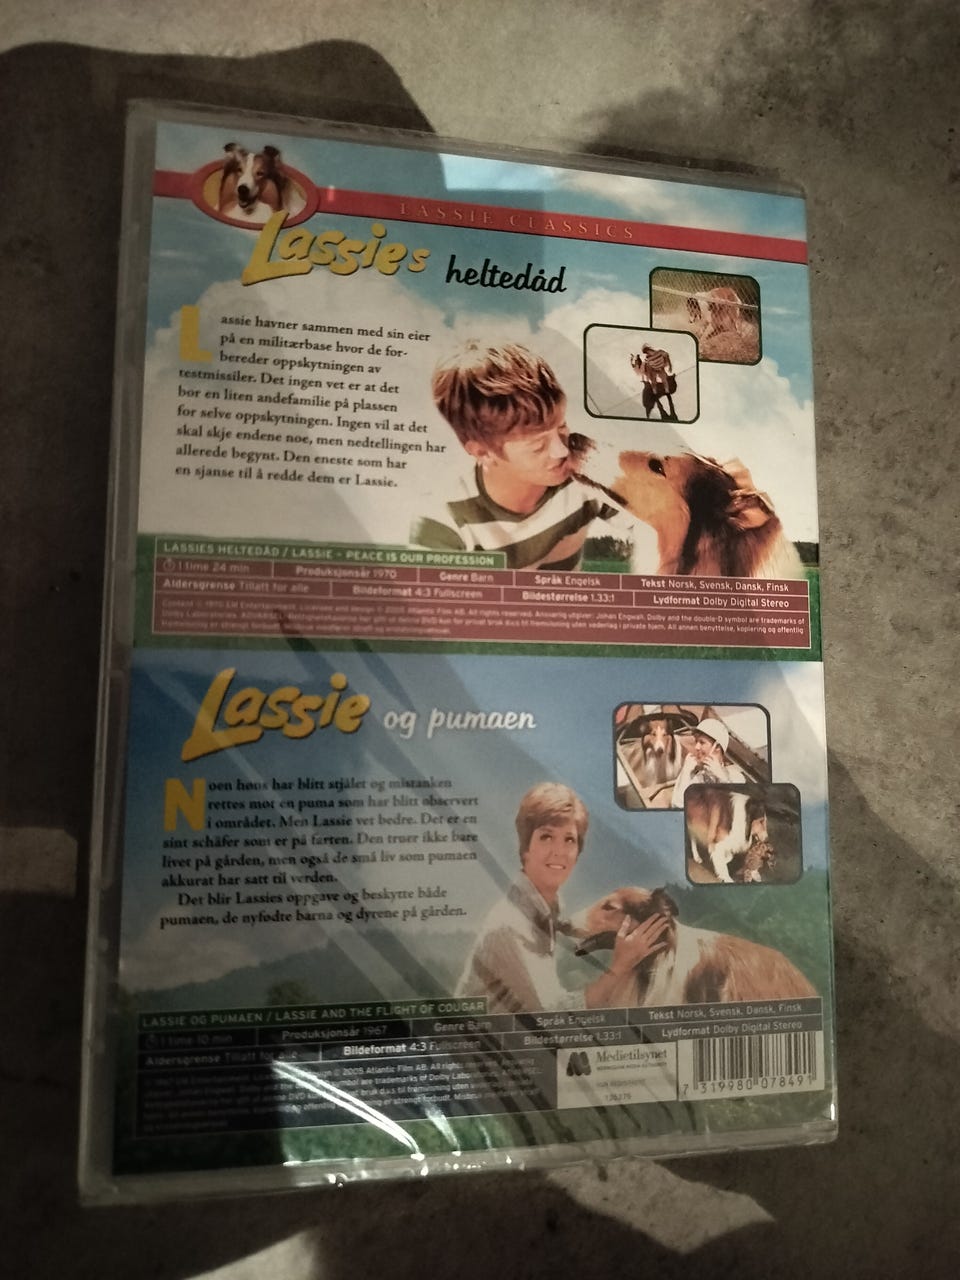 LASSIE CLASSICS
Lassies heltedåd
Lassie havner sammen med sin eier
på en militærbase hvor de for-
bereder oppskytningen av
testmissiler. Det ingen vet er at det
bor en liten andefamilie på plassen
for selve oppskytningen. Ingen vil at det
skal skje endene noe, men nedtellingen har
allerede begynt. Den eneste som har
en sjanse til å redde dem er Lassie.
LASSIES HELTEDÅD / LASSIE - PEACE IS OUR PROFESSION
1 time 24 min Produksjonsår 1970 Genre Barn Språk Engelsk Tekst Norsk, Svensk, Dansk, Finsk
Aldersgrense Tillatt for alle Bildeformat 4:3 Fullscreen Bildestørrelse 1.33:1 Lydformat Dolby Digital Stereo
Lassie og pumaen
Noen høns har blitt stjålet og mistanken
rettes mot en puma som har blitt observert
i området. Men Lassie vet bedre. Det er en
sint schäfer som er på farten. Den truer ikke bare
livet på gården, men også de små liv som pumaen
akkurat har satt til verden.
Det blir Lassies oppgave og beskytte både
pumaen, de nyfødte barna og dyrene på gården.
LASSIE OG PUMAEN / LASSIE AND THE FLIGHT OF COUGAR
1 time 10 min Produksjonsår 1967 Genre Barn Språk Engelsk Tekst Norsk, Svensk, Dansk, Finsk
Aldersgrense Tillatt for alle Bildeformat 4:3 Fullscreen Bildestørrelse 1.33:1 Lydformat Dolby Digital Stereo
Medietilsynet
7 319980 078491